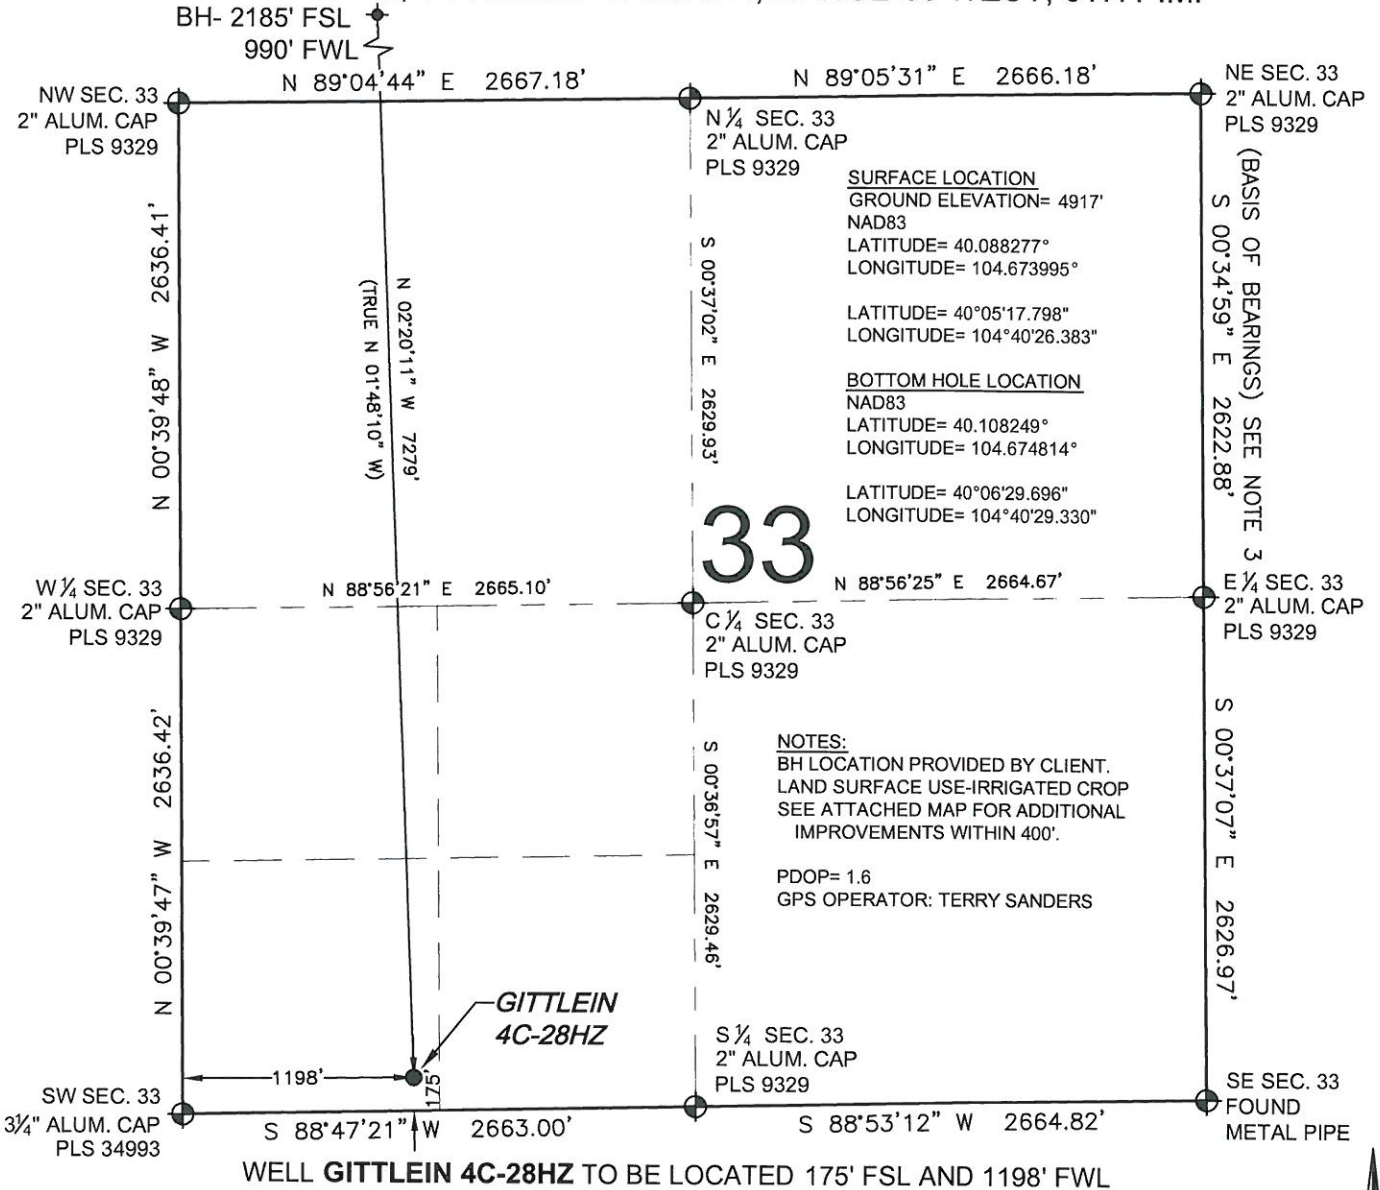 BH- 2185' FSL
990' FWL
N 89°04'44" E 2667.18'
N 89°05'31" E 2666.18'
NW SEC. 33
2" ALUM. CAP
PLS 9329
N ¼ SEC. 33
2" ALUM. CAP
PLS 9329
NE SEC. 33
2" ALUM. CAP
PLS 9329
SURFACE LOCATION
GROUND ELEVATION= 4917'
NAD83
LATITUDE= 40.088277°
LONGITUDE= 104.673995°
LATITUDE= 40°05'17.798"
LONGITUDE= 104°40'26.383"
BOTTOM HOLE LOCATION
NAD83
LATITUDE= 40.108249°
LONGITUDE= 104.674814°
LATITUDE= 40°06'29.696"
LONGITUDE= 104°40'29.330"
N 00°39'48" W 2636.41'
N 02°20'11" W 7279'
(TRUE N 01°48'10" W)
S 00°37'02" E 2629.93'
S 00°34'59" E 2622.88'
(BASIS OF BEARINGS) SEE NOTE 3
33
W ¼ SEC. 33
2" ALUM. CAP
PLS 9329
N 88°56'21" E 2665.10'
N 88°56'25" E 2664.67'
C ¼ SEC. 33
2" ALUM. CAP
PLS 9329
E ¼ SEC. 33
2" ALUM. CAP
PLS 9329
NOTES:
BH LOCATION PROVIDED BY CLIENT.
LAND SURFACE USE-IRRIGATED CROP
SEE ATTACHED MAP FOR ADDITIONAL
IMPROVEMENTS WITHIN 400'.
PDOP= 1.6
GPS OPERATOR: TERRY SANDERS
N 00°39'47" W 2636.42'
S 00°36'57" E 2629.46'
S 00°37'07" E 2626.97'
GITTLEIN
4C-28HZ
1198'
175'
SW SEC. 33
3¼" ALUM. CAP
PLS 34993
S ¼ SEC. 33
2" ALUM. CAP
PLS 9329
SE SEC. 33
FOUND
METAL PIPE
S 88°47'21" W 2663.00'
S 88°53'12" W 2664.82'
WELL GITTLEIN 4C-28HZ TO BE LOCATED 175' FSL AND 1198' FWL